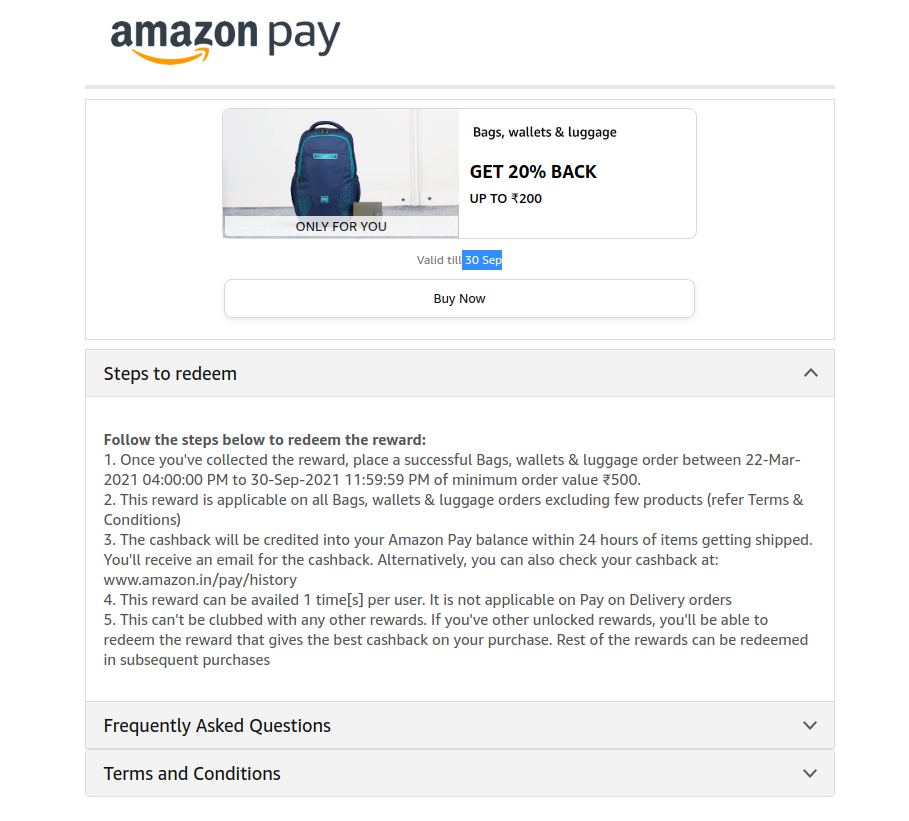 amazon pay
Bags, wallets & luggage
GET 20% BACK
UP TO ₹200
ONLY FOR YOU
Valid till 30 Sep
Buy Now
Steps to redeem
Follow the steps below to redeem the reward:
1. Once you've collected the reward, place a successful Bags, wallets & luggage order between 22-Mar-
2021 04:00:00 PM to 30-Sep-2021 11:59:59 PM of minimum order value ₹500.
2. This reward is applicable on all Bags, wallets & luggage orders excluding few products (refer Terms &
Conditions)
3. The cashback will be credited into your Amazon Pay balance within 24 hours of items getting shipped.
You'll receive an email for the cashback. Alternatively, you can also check your cashback at:
www.amazon.in/pay/history
4. This reward can be availed 1 time[s] per user. It is not applicable on Pay on Delivery orders
5. This can't be clubbed with any other rewards. If you've other unlocked rewards, you'll be able to
redeem the reward that gives the best cashback on your purchase. Rest of the rewards can be redeemed
in subsequent purchases
Frequently Asked Questions
Terms and Conditions